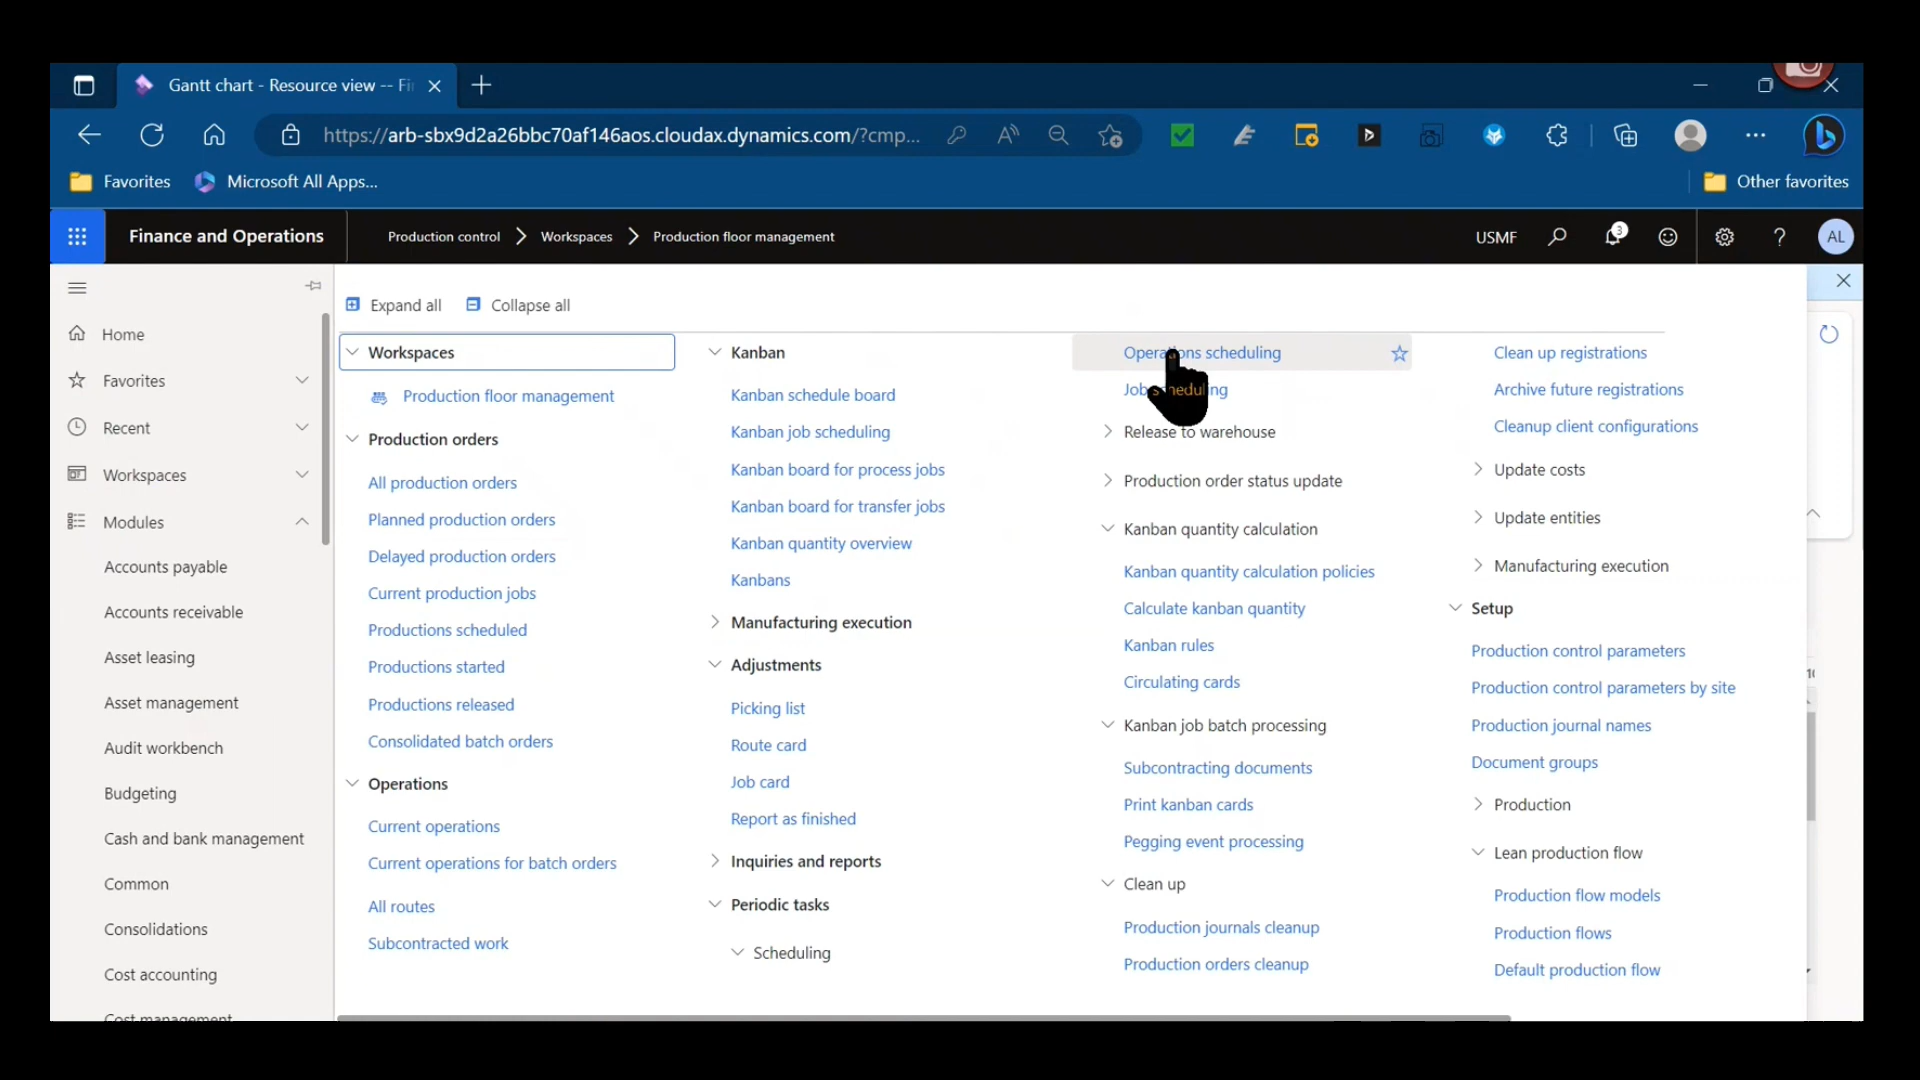 Gantt chart - Resource view -- Fi
https://arb-sbx9d2a26bbc70af146aos.cloudax.dynamics.com/?cmp...
Favorites
Microsoft All Apps...
Other favorites
Finance and Operations
Production control
Workspaces
Production floor management
USMF
3
AL
Home
Favorites
Recent
Workspaces
Modules
Accounts payable
Accounts receivable
Asset leasing
Asset management
Audit workbench
Budgeting
Cash and bank management
Common
Consolidations
Cost accounting
Cost management
Expand all
Collapse all
Workspaces
Production floor management
Production orders
All production orders
Planned production orders
Delayed production orders
Current production jobs
Productions scheduled
Productions started
Productions released
Consolidated batch orders
Operations
Current operations
Current operations for batch orders
All routes
Subcontracted work
Kanban
Kanban schedule board
Kanban job scheduling
Kanban board for process jobs
Kanban board for transfer jobs
Kanban quantity overview
Kanbans
Manufacturing execution
Adjustments
Picking list
Route card
Job card
Report as finished
Inquiries and reports
Periodic tasks
Scheduling
Operations scheduling
Job scheduling
Release to warehouse
Production order status update
Kanban quantity calculation
Kanban quantity calculation policies
Calculate kanban quantity
Kanban rules
Circulating cards
Kanban job batch processing
Subcontracting documents
Print kanban cards
Pegging event processing
Clean up
Production journals cleanup
Production orders cleanup
Clean up registrations
Archive future registrations
Cleanup client configurations
Update costs
Update entities
Manufacturing execution
Setup
Production control parameters
Production control parameters by site
Production journal names
Document groups
Production
Lean production flow
Production flow models
Production flows
Default production flow